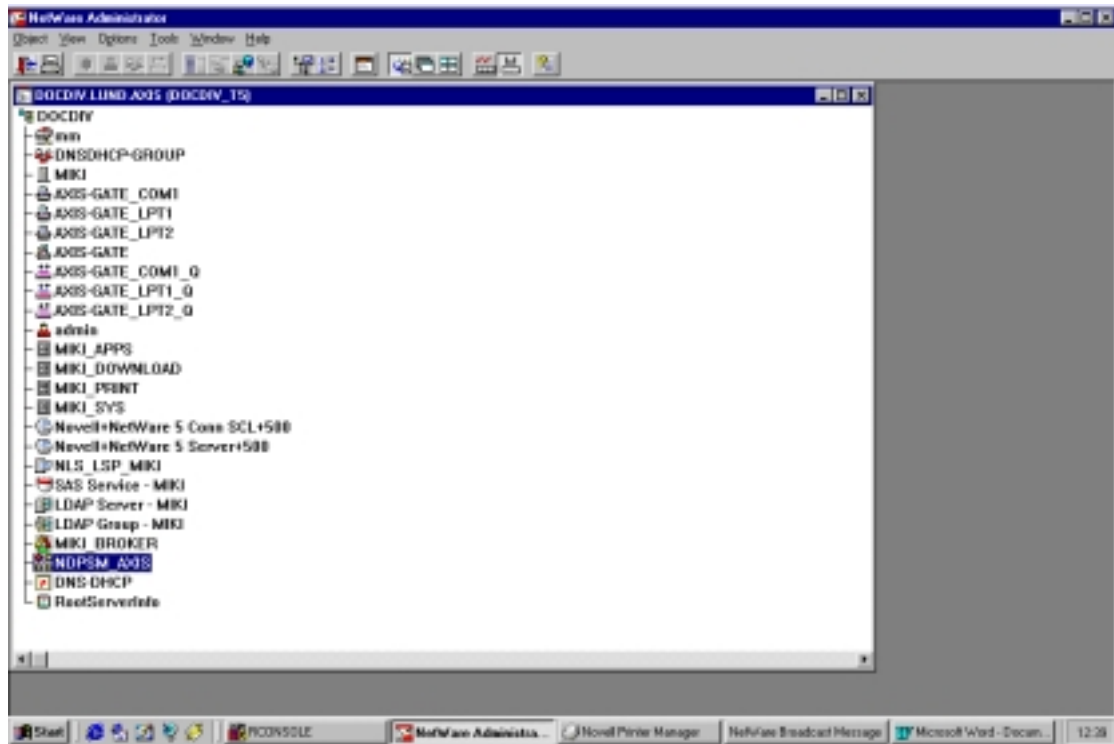 NetWare Administrator
Object View Options Tools Window Help
DOCDIV.LUND.AXIS (DOCDIV_T5)
DOCDIV
mm
DNSDHCP-GROUP
MIKI
AXIS-GATE_COM1
AXIS-GATE_LPT1
AXIS-GATE_LPT2
AXIS-GATE
AXIS-GATE_COM1_Q
AXIS-GATE_LPT1_Q
AXIS-GATE_LPT2_Q
admin
MIKI_APPS
MIKI_DOWNLOAD
MIKI_PRINT
MIKI_SYS
Novell+NetWare 5 Conn SCL+500
Novell+NetWare 5 Server+500
NLS_LSP_MIKI
SAS Service - MIKI
LDAP Server - MIKI
LDAP Group - MIKI
MIKI_BROKER
NDPSM_AXIS
DNS-DHCP
RootServerInfo
Start RCONSOLE NetWare Administra... Novell Printer Manager NetWare Broadcast Message Microsoft Word - Docum... 12:39